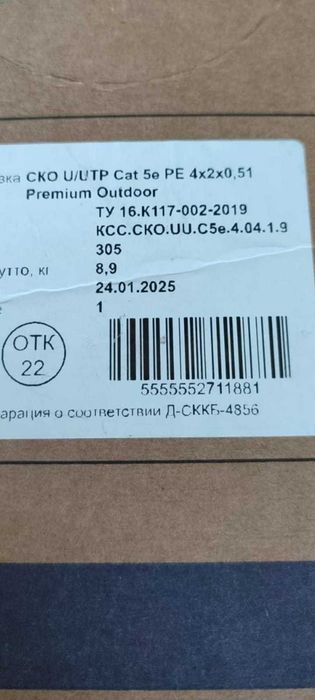 зка СКО U/UTP Cat 5e PE 4x2x0,51
Premium Outdoor
ТУ 16.К117-002-2019
КСС.СКО.UU.C5e.4.04.1.9
305
утто, кг 8,9
24.01.2025
е 1
ОТК
22
5555552711881
арация о соответствии Д-СККБ-4856